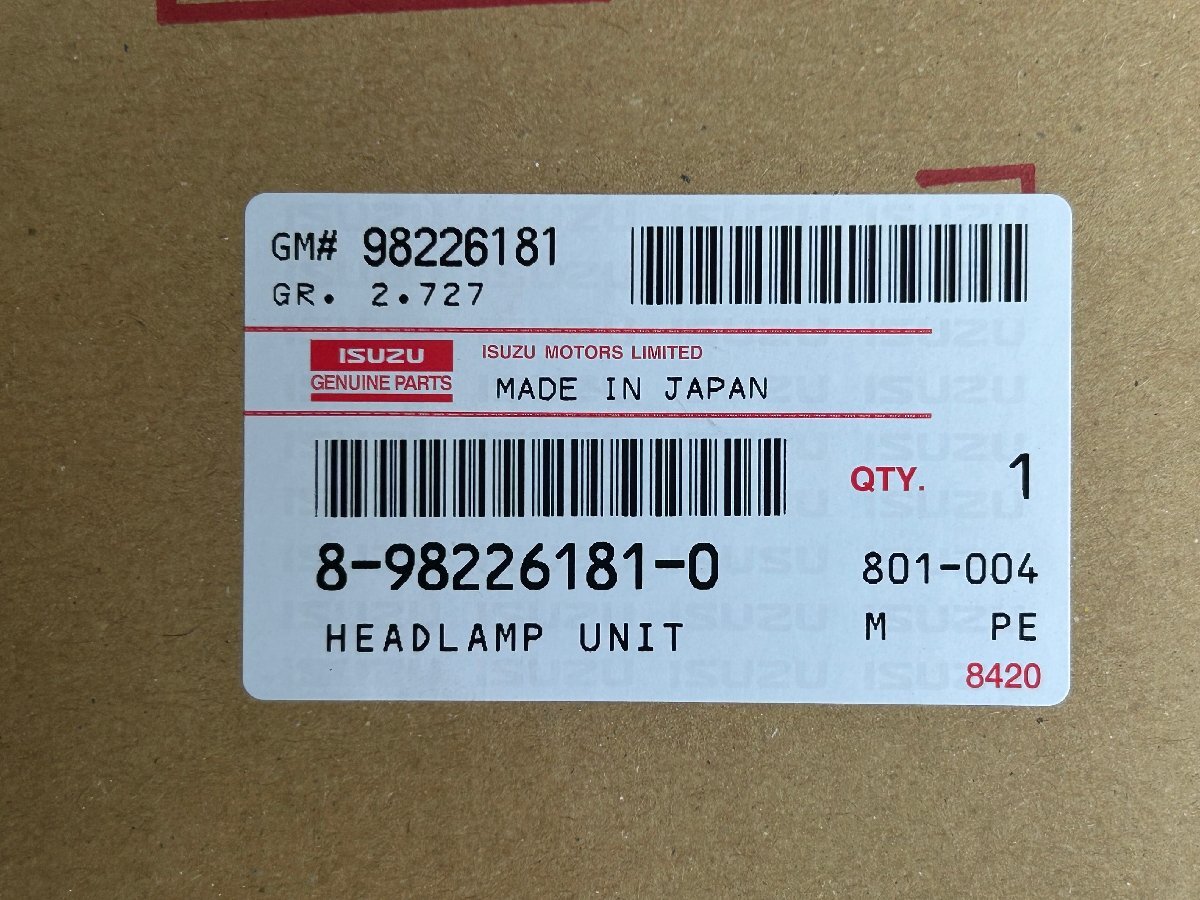 GM# 98226181
GR. 2.727
ISUZU
GENUINE PARTS
ISUZU MOTORS LIMITED
MADE IN JAPAN
QTY. 1
8-98226181-0
801-004
HEADLAMP UNIT
M PE
8420